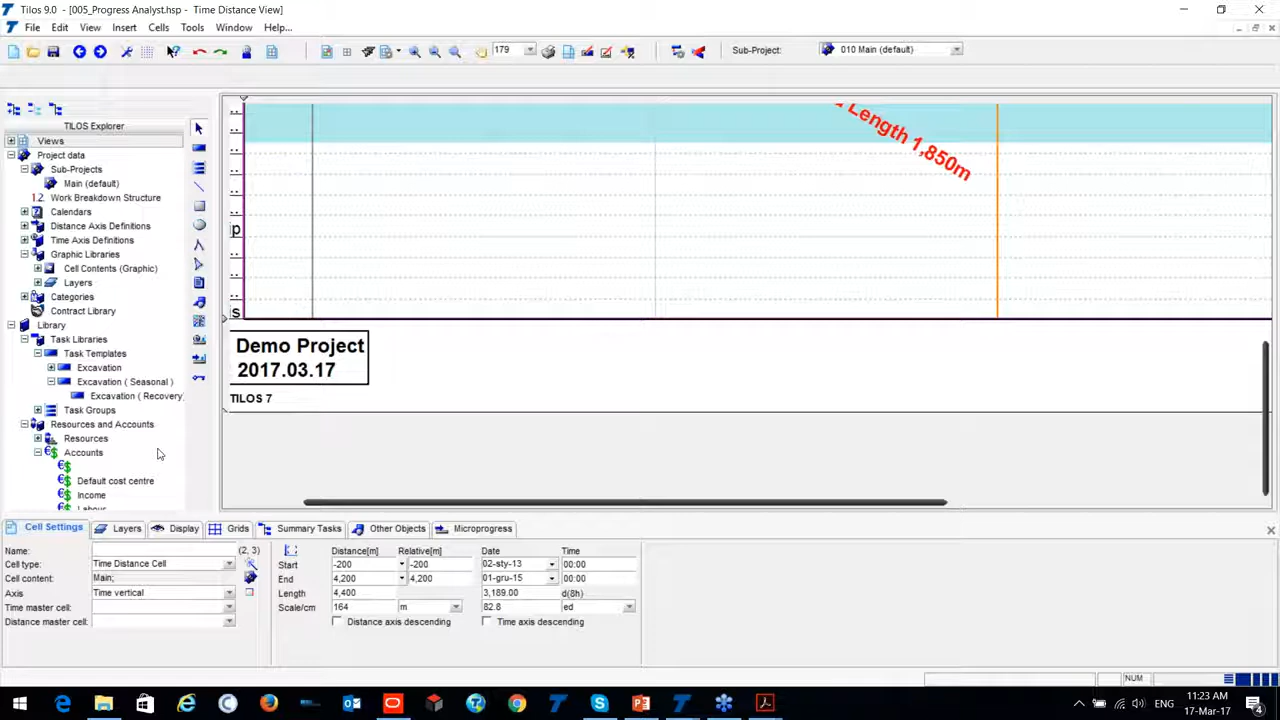 Tilos 9.0 - [005_Progress Analyst.hsp - Time Distance View]
File Edit View Insert Cells Tools Window Help...
179
Sub-Project: 010 Main (default)
TILOS Explorer
Views
Project data
Sub-Projects
Main (default)
1.2. Work Breakdown Structure
Calendars
Distance Axis Definitions
Time Axis Definitions
Graphic Libraries
Cell Contents (Graphic)
Layers
Categories
Contract Library
Library
Task Libraries
Task Templates
Excavation
Excavation ( Seasonal )
Excavation ( Recovery)
Task Groups
Resources and Accounts
Resources
Accounts
Default cost centre
Income
Labour
Length 1,850m
p
s
Demo Project
2017.03.17
TILOS 7
Cell Settings Layers Display Grids Summary Tasks Other Objects Microprogress
Name: (2, 3)
Cell type: Time Distance Cell
Cell content: Main;
Axis Time vertical
Time master cell:
Distance master cell:
Distance[m] Relative[m] Date Time
Start -200 -200 02-sty-13 00:00
End 4,200 4,200 01-gru-15 00:00
Length 4,400 3,189.00 d(8h)
Scale/cm 164 m 82.8 ed
Distance axis descending Time axis descending
NUM
ENG
11:23 AM
17-Mar-17